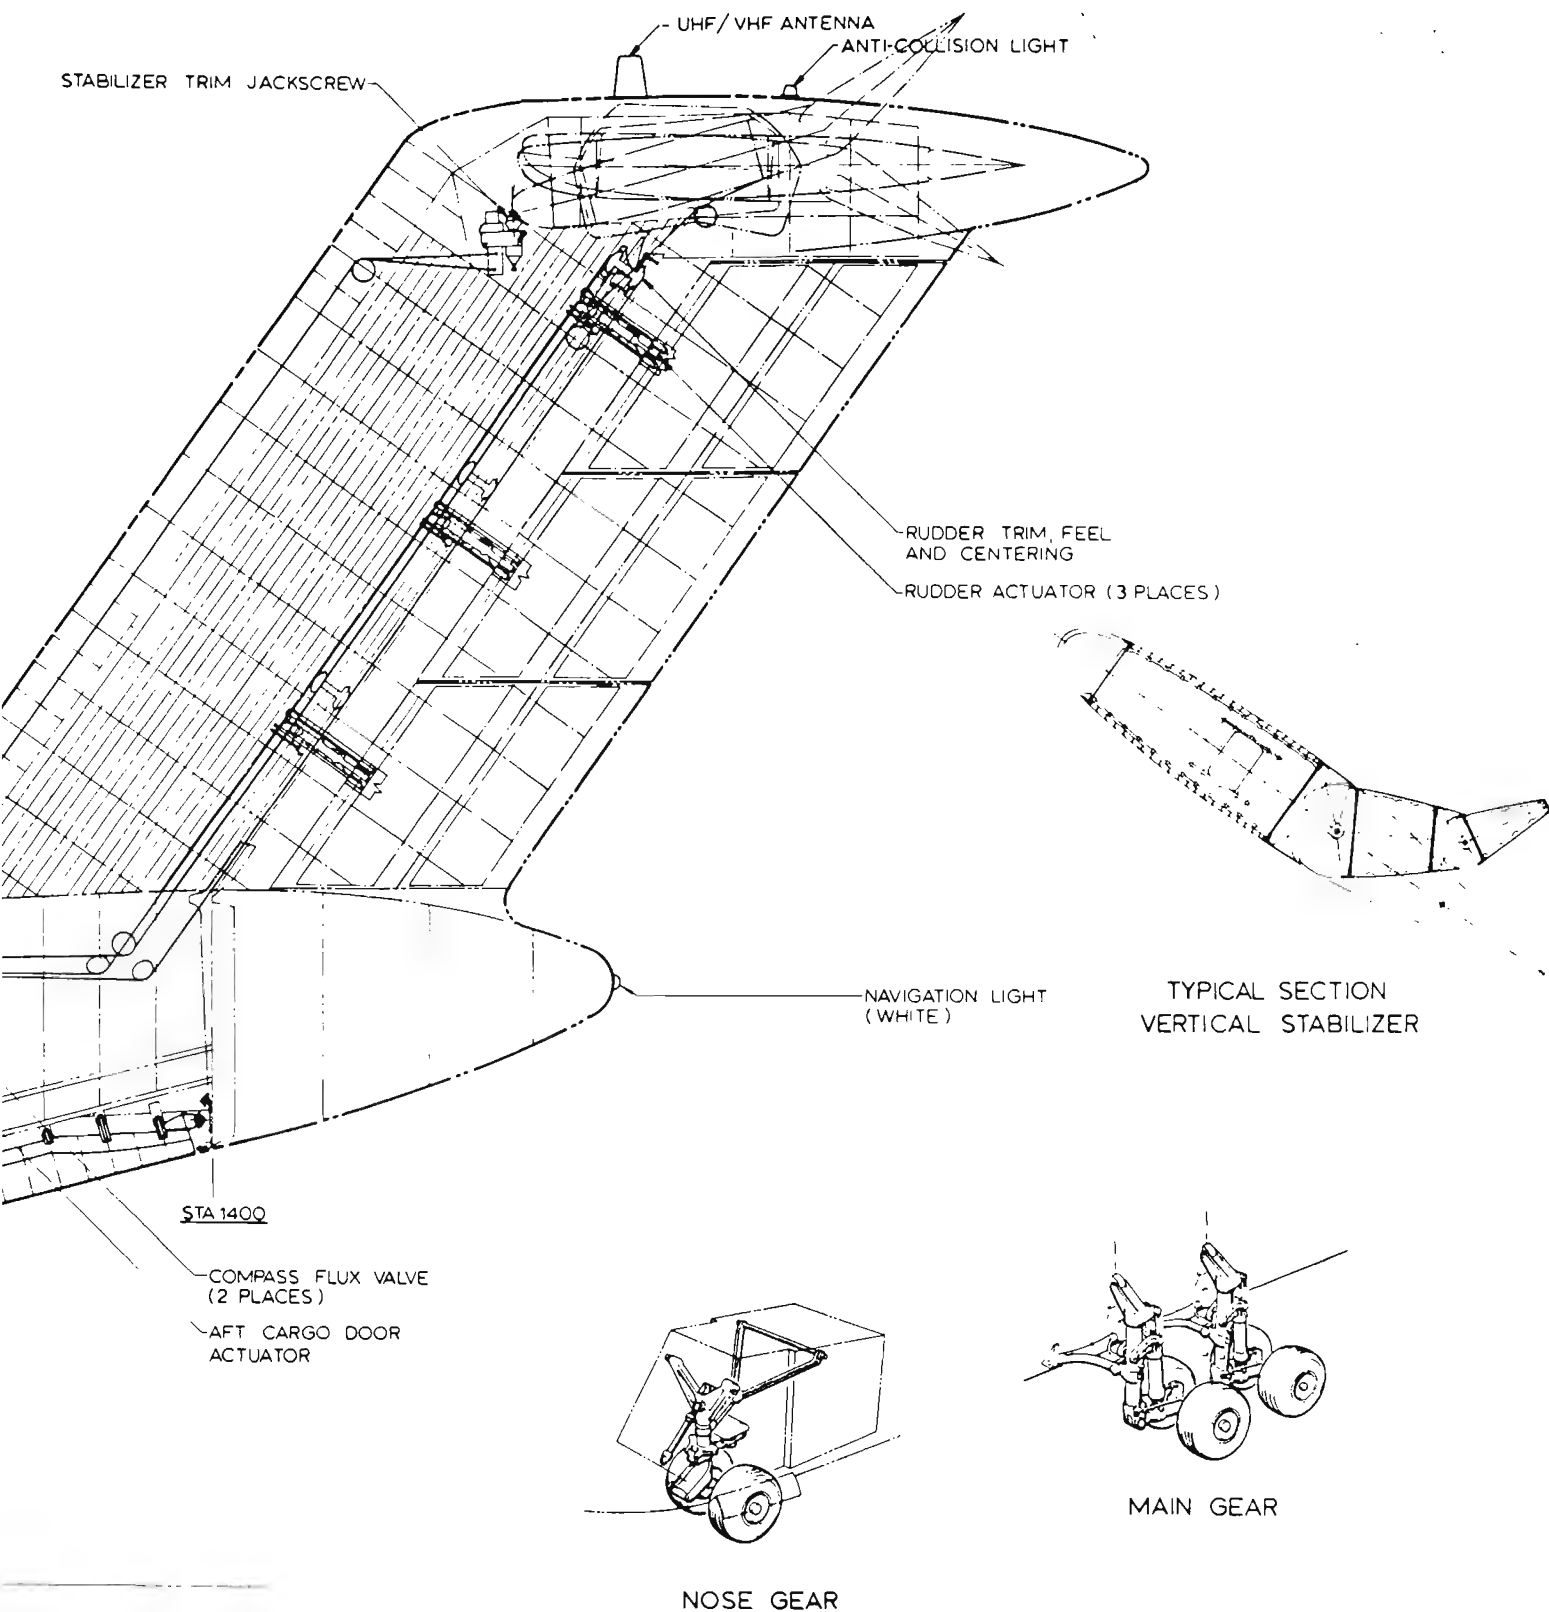 UHF/VHF ANTENNA
ANTI-COLLISION LIGHT
STABILIZER TRIM JACKSCREW
RUDDER TRIM, FEEL
AND CENTERING
RUDDER ACTUATOR (3 PLACES)
NAVIGATION LIGHT
(WHITE)
TYPICAL SECTION
VERTICAL STABILIZER
STA 1400
COMPASS FLUX VALVE
(2 PLACES)
AFT CARGO DOOR
ACTUATOR
MAIN GEAR
NOSE GEAR